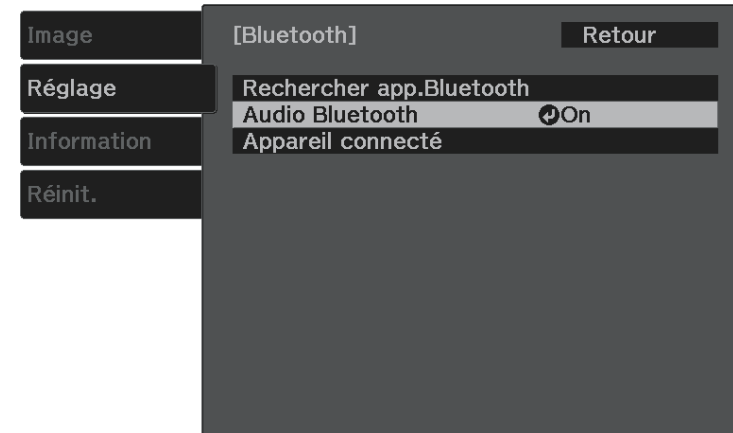 Image
Réglage
Information
Réinit.
[Bluetooth]
Retour
Rechercher app.Bluetooth
Audio Bluetooth On
Appareil connecté